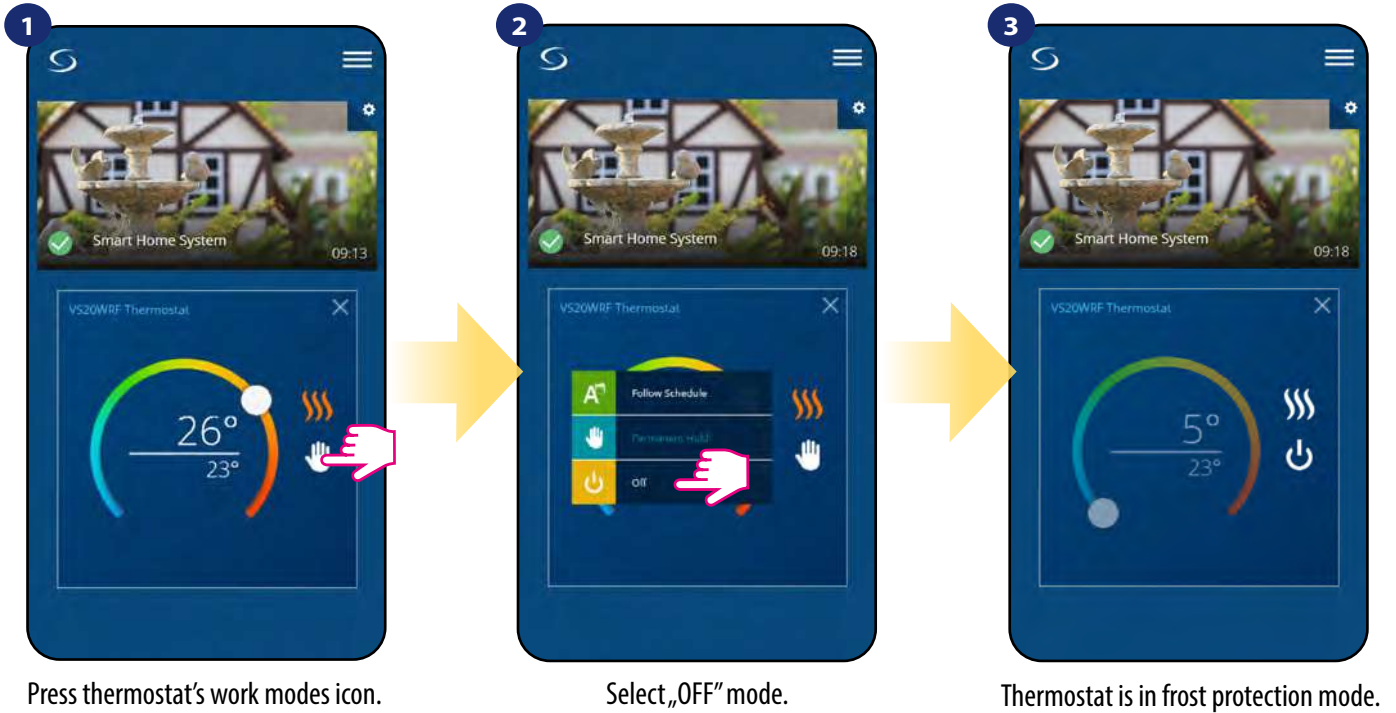 1
Smart Home System
09:13
VS20WRF Thermostat
26°
23°
Press thermostat's work modes icon.
2
Smart Home System
09:18
VS20WRF Thermostat
A
Follow Schedule
Permanent Hold
Off
Select „OFF” mode.
3
Smart Home System
09:18
VS20WRF Thermostat
5°
23°
Thermostat is in frost protection mode.